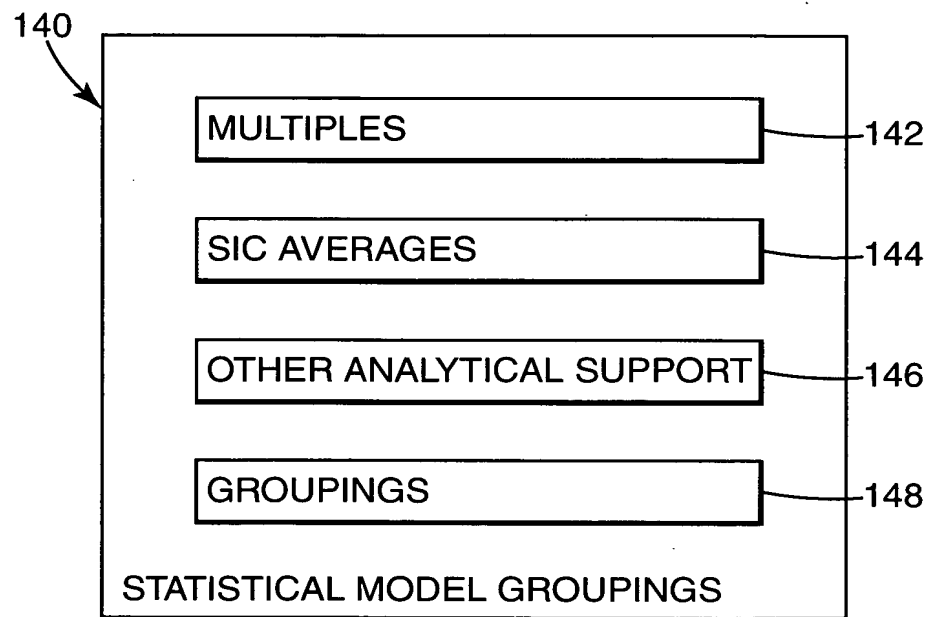 140
MULTIPLES
142
SIC AVERAGES
144
OTHER ANALYTICAL SUPPORT
146
GROUPINGS
148
STATISTICAL MODEL GROUPINGS